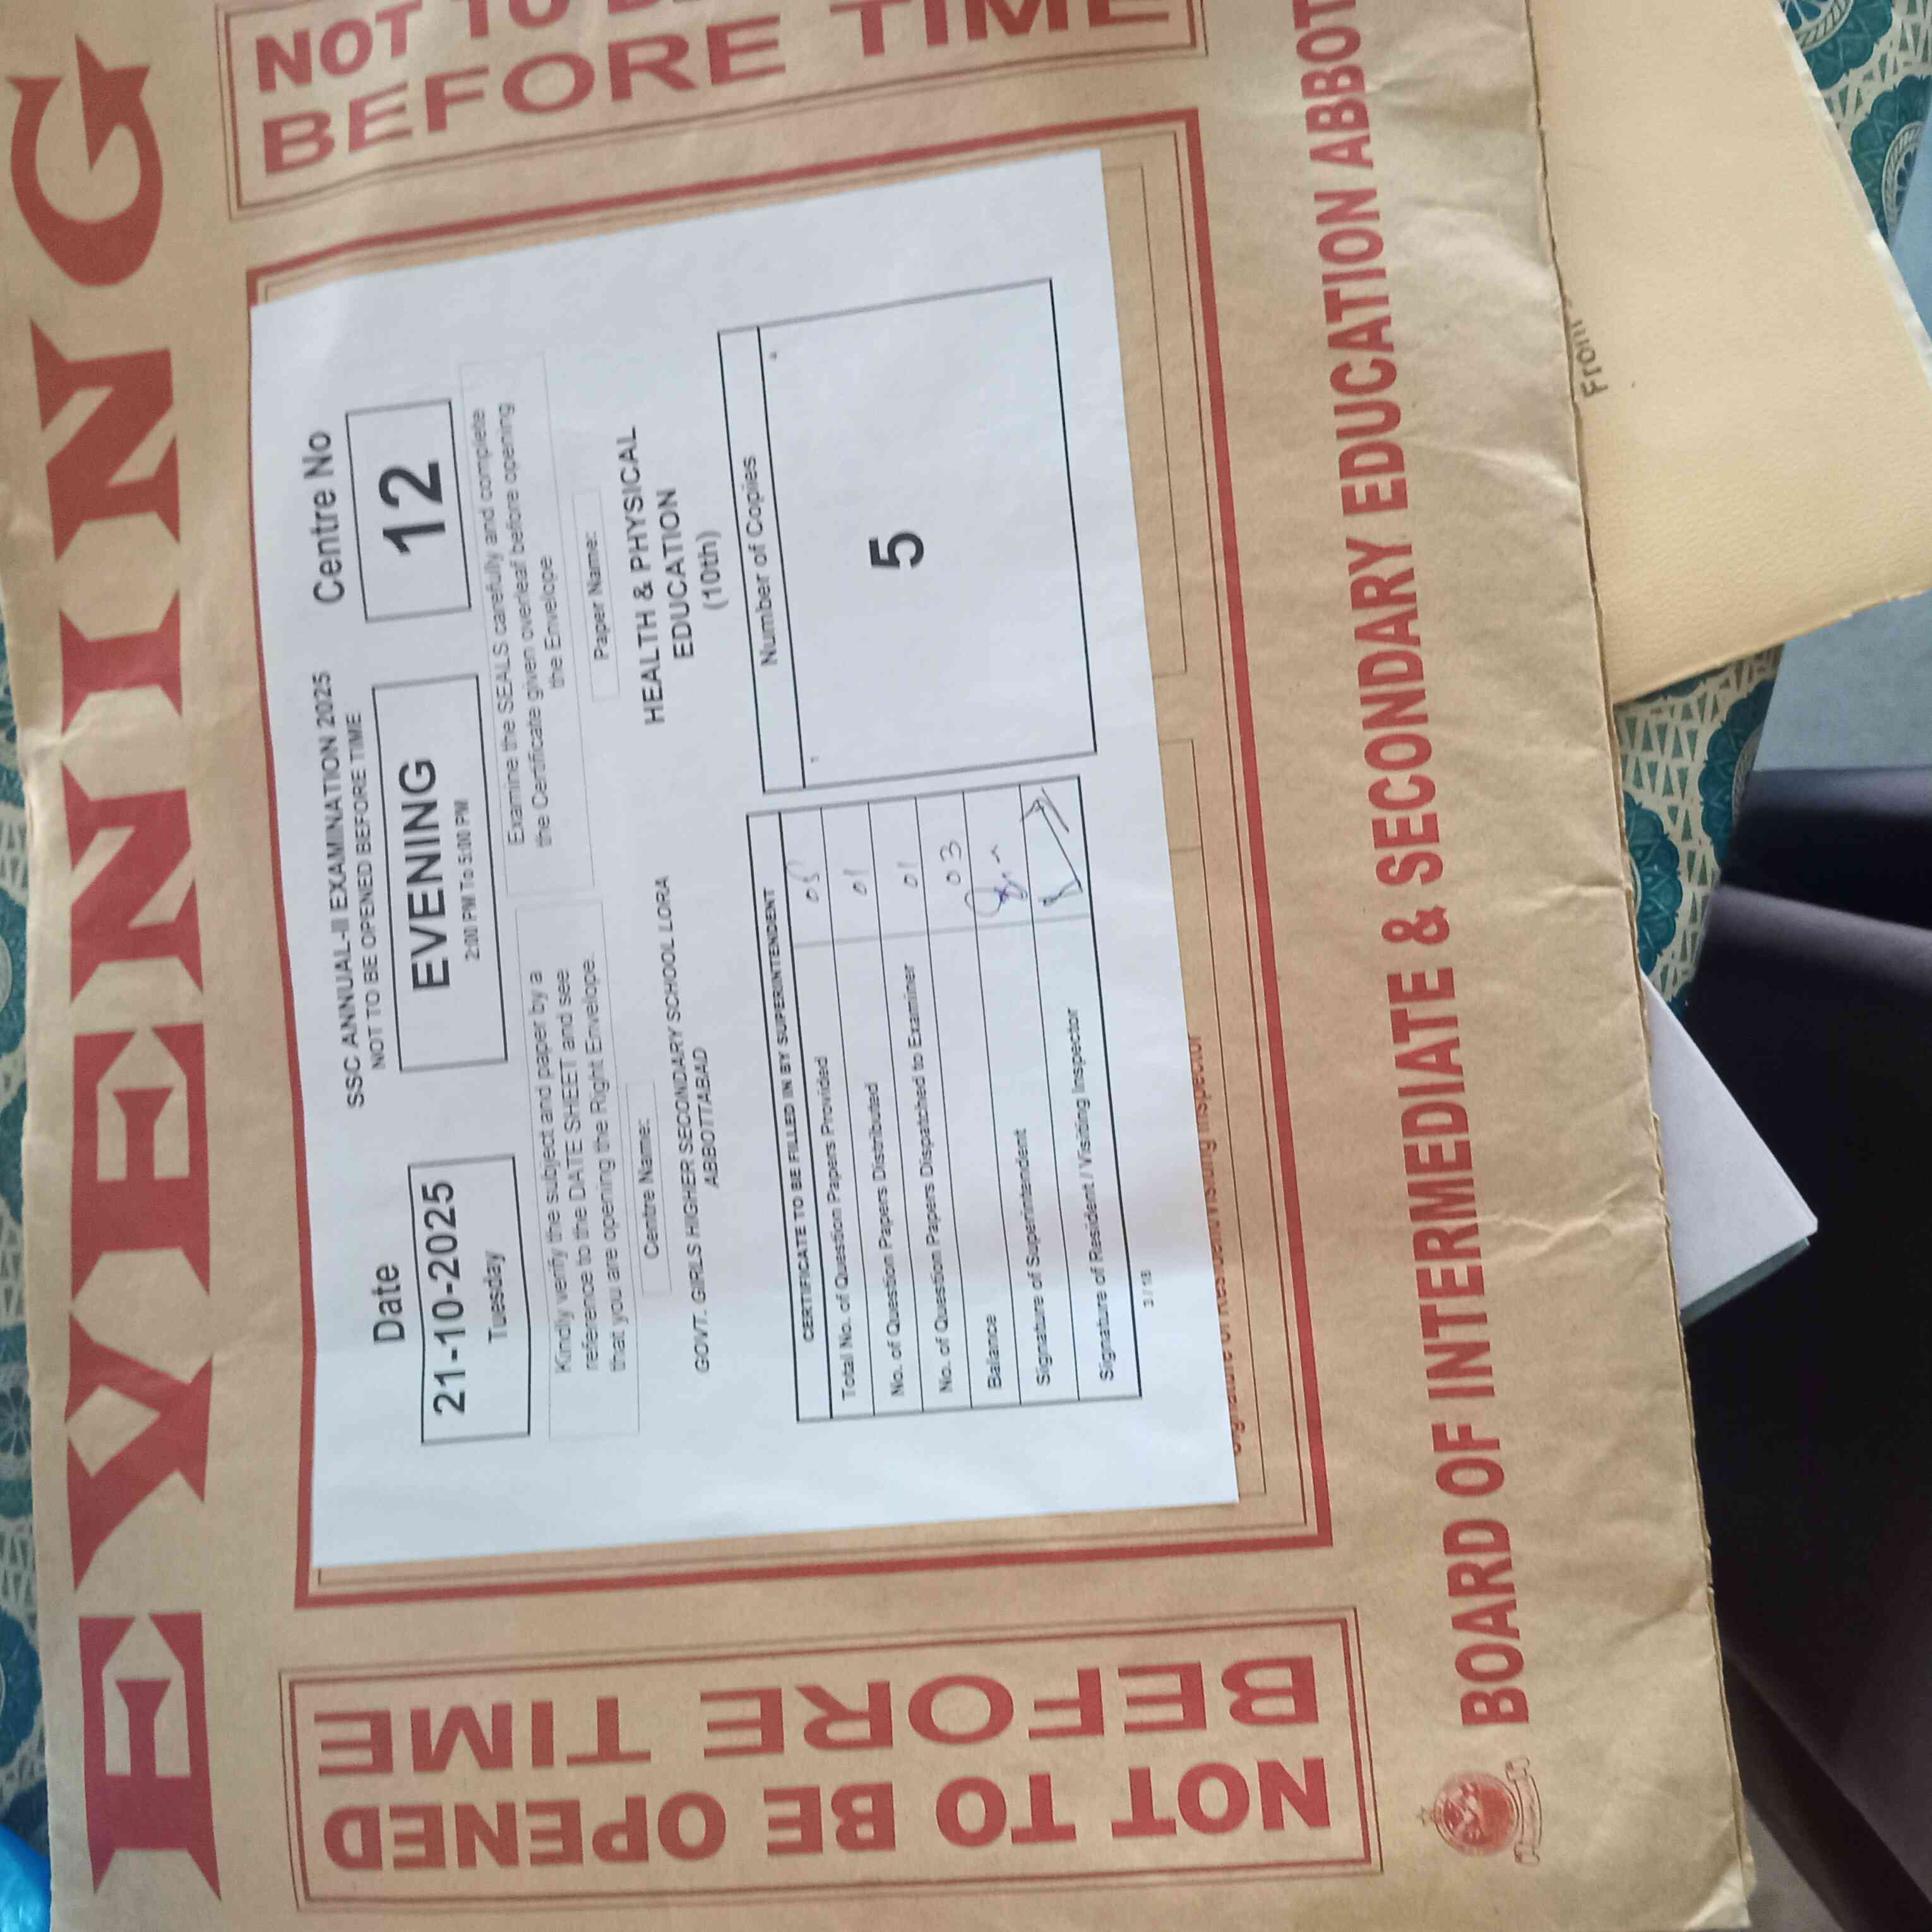 EVENING
NOT TO BE OPENED
BEFORE TIME
NOT TO
BEFORE TIME
SSC ANNUAL-II EXAMINATION 2025
NOT TO BE OPENED BEFORE TIME
Date
21-10-2025
Tuesday
EVENING
2:00 PM To 5:00 PM
Centre No
12
Kindly verify the subject and paper by a
reference to the DATE SHEET and see
that you are opening the Right Envelope.
Examine the SEALS carefully and complete
the Certificate given overleaf before opening
the Envelope
Centre Name:
GOVT. GIRLS HIGHER SECONDARY SCHOOL LORA
ABBOTTABAD
Paper Name:
HEALTH & PHYSICAL
EDUCATION
(10th)
CERTIFICATE TO BE FILLED IN BY SUPERINTENDENT
Total No. of Question Papers Provided 05
No. of Question Papers Distributed 01
No. of Question Papers Dispatched to Examiner 01
Balance 03
Signature of Superintendent
Signature of Resident / Visiting Inspector
Number of Copies
5
3 / 13
Visiting Inspector
BOARD OF INTERMEDIATE & SECONDARY EDUCATION ABBOT
From